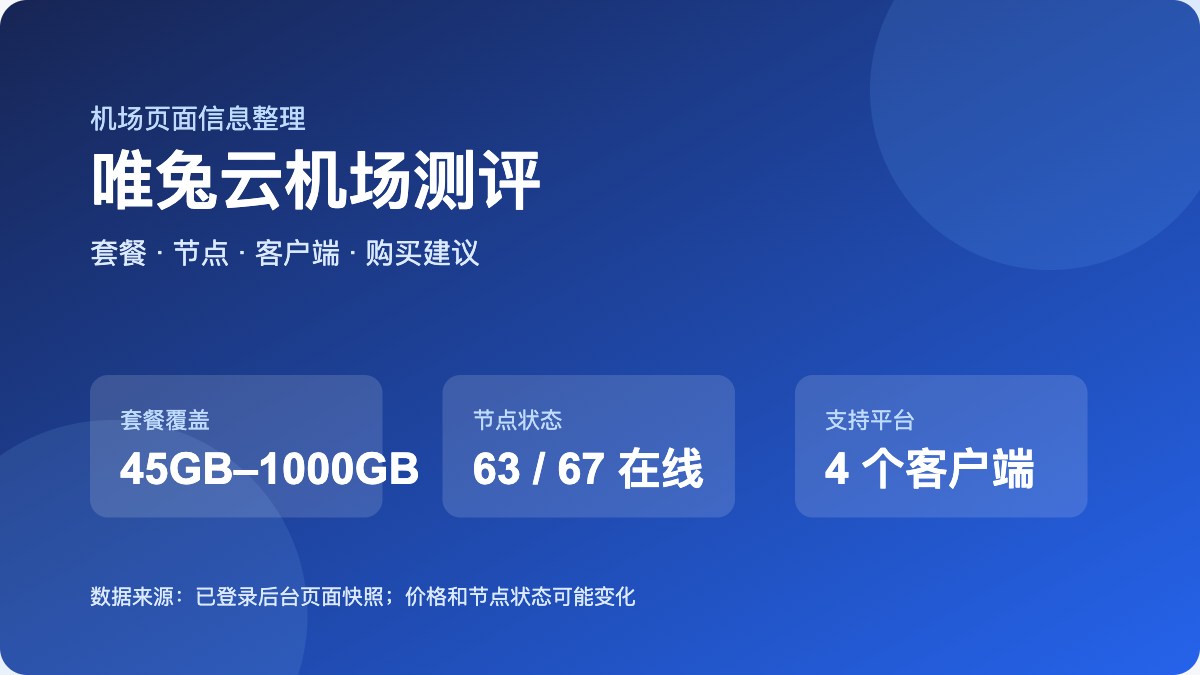 机场页面信息整理
唯兔云机场测评
套餐 · 节点 · 客户端 · 购买建议
套餐覆盖
45GB–1000GB
节点状态
63 / 67 在线
支持平台
4 个客户端
数据来源：已登录后台页面快照；价格和节点状态可能变化